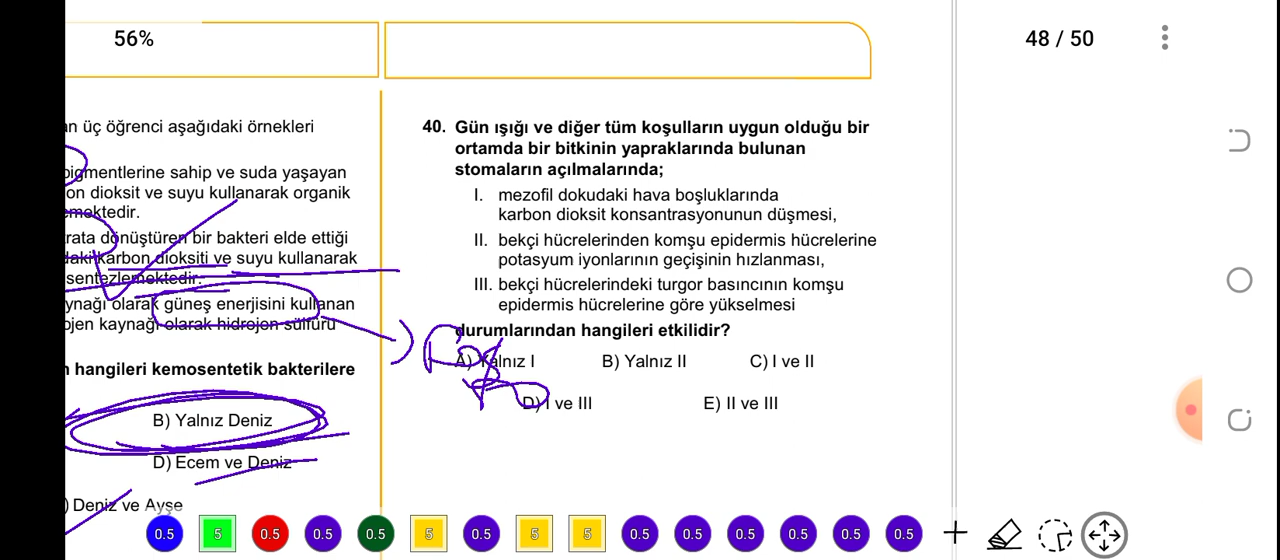 56%
48 / 50
an üç öğrenci aşağıdaki örnekleri
pigmentlerine sahip ve suda yaşayan
on dioksit ve suyu kullanarak organik
emektedir.
rata dönüştüren bir bakteri elde ettiği
daki karbon dioksiti ve suyu kullanarak
sentezlemektedir.
ynağı olarak güneş enerjisini kullanan
ojen kaynağı olarak hidrojen sülfürü
n hangileri kemosentetik bakterilere
B) Yalnız Deniz
D) Ecem ve Deniz
) Deniz ve Ayşe
40. Gün ışığı ve diğer tüm koşulların uygun olduğu bir
ortamda bir bitkinin yapraklarında bulunan
stomaların açılmalarında;
I. mezofil dokudaki hava boşluklarında
karbon dioksit konsantrasyonunun düşmesi,
II. bekçi hücrelerinden komşu epidermis hücrelerine
potasyum iyonlarının geçişinin hızlanması,
III. bekçi hücrelerindeki turgor basıncının komşu
epidermis hücrelerine göre yükselmesi
durumlarından hangileri etkilidir?
A) Yalnız I B) Yalnız II C) I ve II
D) I ve III E) II ve III
0.5 5 0.5 0.5 0.5 5 0.5 5 5 0.5 0.5 0.5 0.5 0.5 0.5